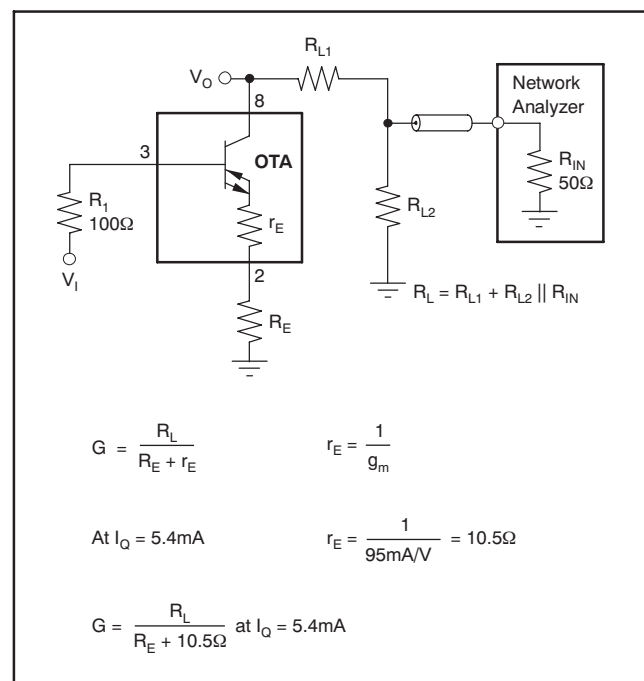 R_L1
V_O
8
Network
Analyzer
3
OTA
R_IN
50Ω
R_1
100Ω
r_E
R_L2
V_I
2
R_L = R_L1 + R_L2 || R_IN
R_E
G = R_L / (R_E + r_E)
r_E = 1 / g_m
At I_Q = 5.4mA
r_E = 1 / 95mA/V = 10.5Ω
G = R_L / (R_E + 10.5Ω) at I_Q = 5.4mA